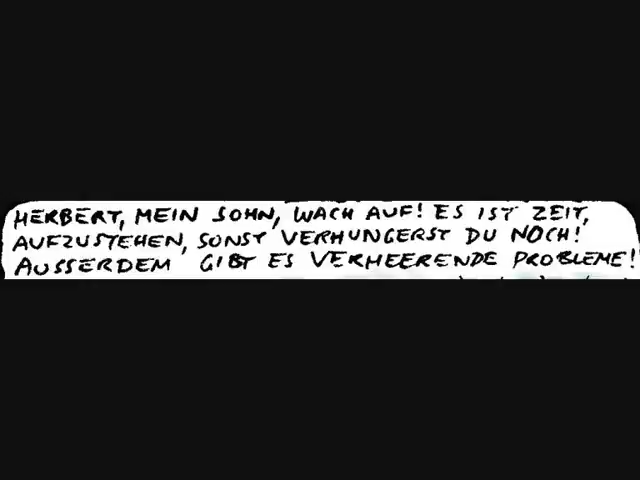 HERBERT, MEIN SOHN, WACH AUF! ES IST ZEIT,
AUFZUSTEHEN, SONST VERHUNGERST DU NOCH!
AUSSERDEM GIBT ES VERHEERENDE PROBLEME!